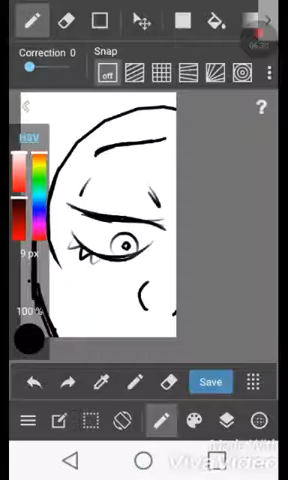 Correction 0
Snap
off
?
HSV
9 px
100 %
Save
Made With
VivaVideo